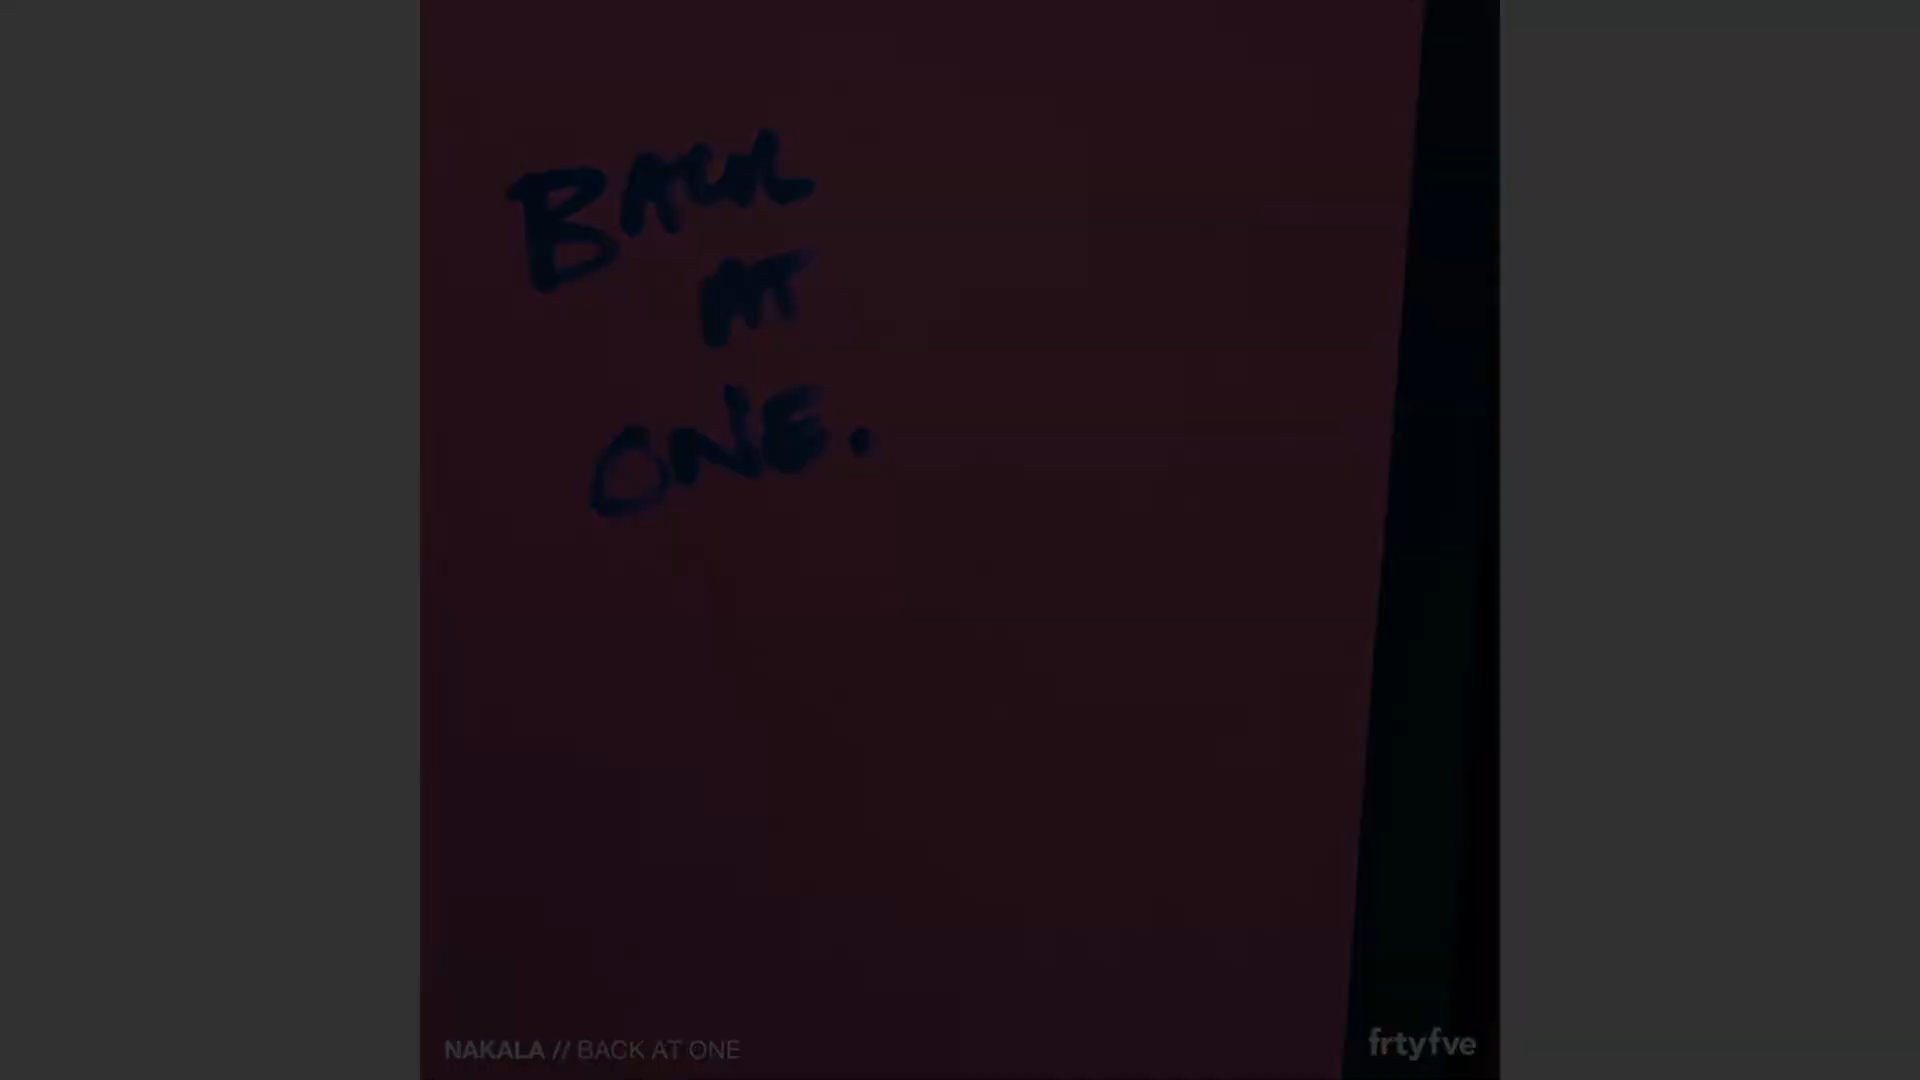 BACK
AT
ONE.
NAKALA // BACK AT ONE
frtyfve